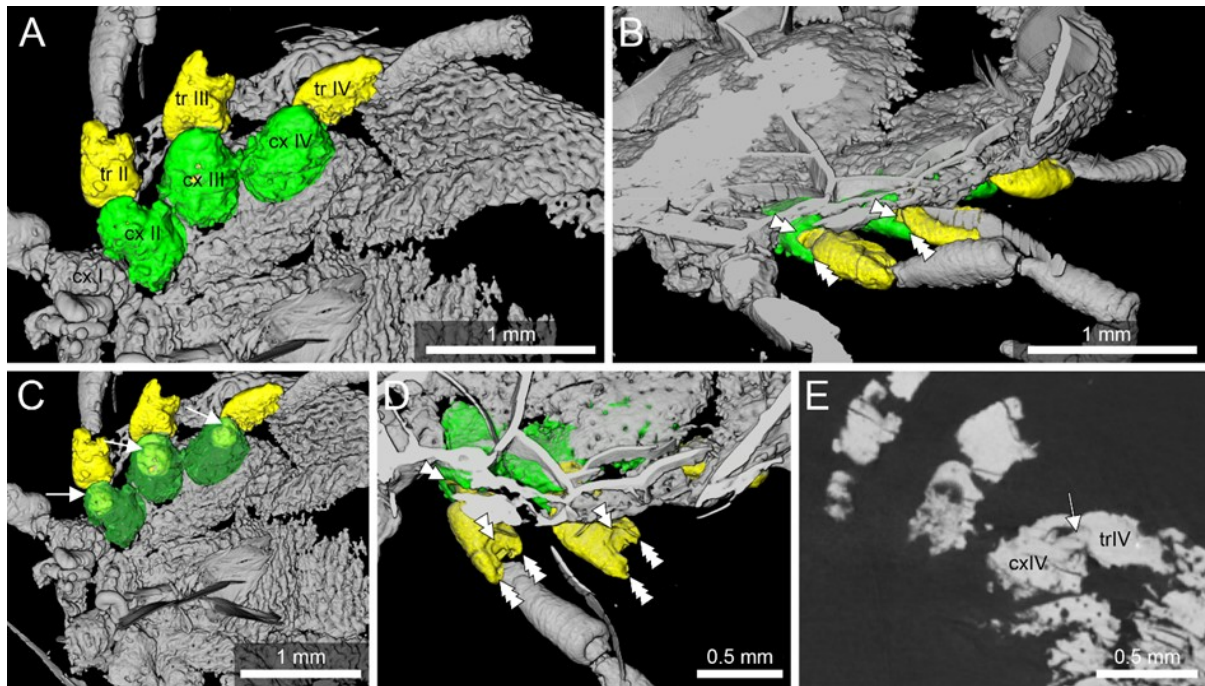 A
tr III
tr IV
tr II
cx IV
cx III
cx II
cx I
1 mm
B
1 mm
C
1 mm
D
0.5 mm
E
trIV
cxIV
0.5 mm